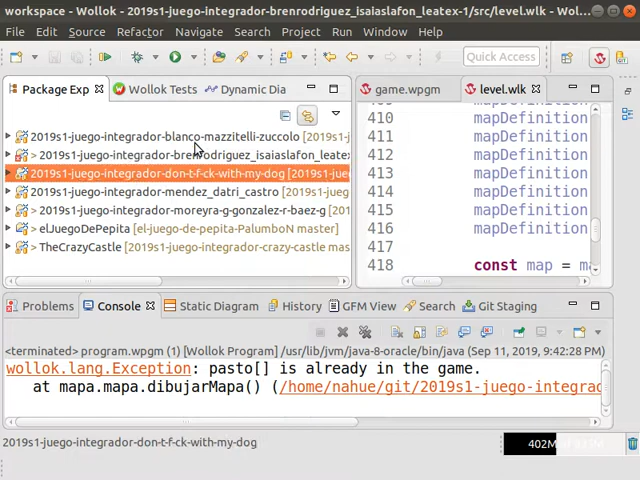 workspace - Wollok - 2019s1-juego-integrador-brenrodriguez_isaiaslafon_leatex-1/src/level.wlk - Wol...
File Edit Source Refactor Navigate Search Project Run Window Help
Quick Access
Package Exp Wollok Tests Dynamic Dia
game.wpgm level.wlk
2019s1-juego-integrador-blanco-mazzitelli-zuccolo [2019s1-j
> 2019s1-juego-integrador-brenrodriguez_isaiaslafon_leatex
2019s1-juego-integrador-don-t-f-ck-with-my-dog [2019s1-jue
2019s1-juego-integrador-mendez_datri_castro [2019s1-juego
> 2019s1-juego-integrador-moreyra-g-gonzalez-r-baez-g [201
> elJuegoDePepita [el-juego-de-pepita-PalumboN master]
> TheCrazyCastle [2019s1-juego-integrador-crazy-castle mas
410 mapDefinition
411 mapDefinition
412 mapDefinition
413 mapDefinition
414 mapDefinition
415 mapDefinition
416 mapDefinition
417
418 const map = ma
Problems Console Static Diagram History GFM View Search Git Staging
<terminated> program.wpgm (1) [Wollok Program] /usr/lib/jvm/java-8-oracle/bin/java (Sep 11, 2019, 9:42:28 PM)
wollok.lang.Exception: pasto[] is already in the game.
at mapa.mapa.dibujarMapa() (/home/nahue/git/2019s1-juego-integrad
2019s1-juego-integrador-don-t-f-ck-with-my-dog